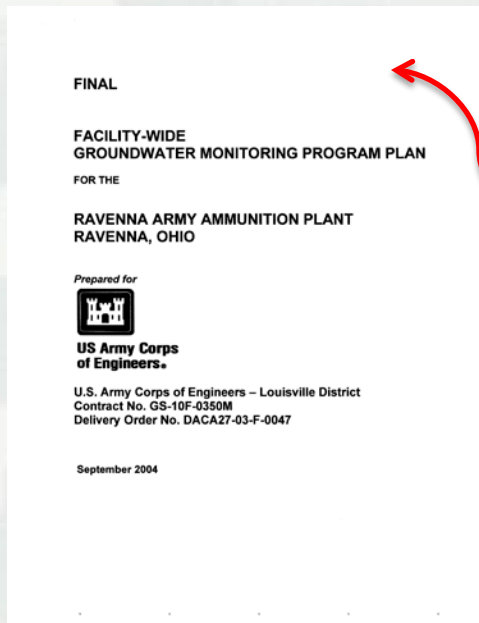 FINAL
FACILITY-WIDE
GROUNDWATER MONITORING PROGRAM PLAN
FOR THE
RAVENNA ARMY AMMUNITION PLANT
RAVENNA, OHIO
Prepared for
US Army Corps
of Engineers.
U.S. Army Corps of Engineers – Louisville District
Contract No. GS-10F-0350M
Delivery Order No. DACA27-03-F-0047
September 2004